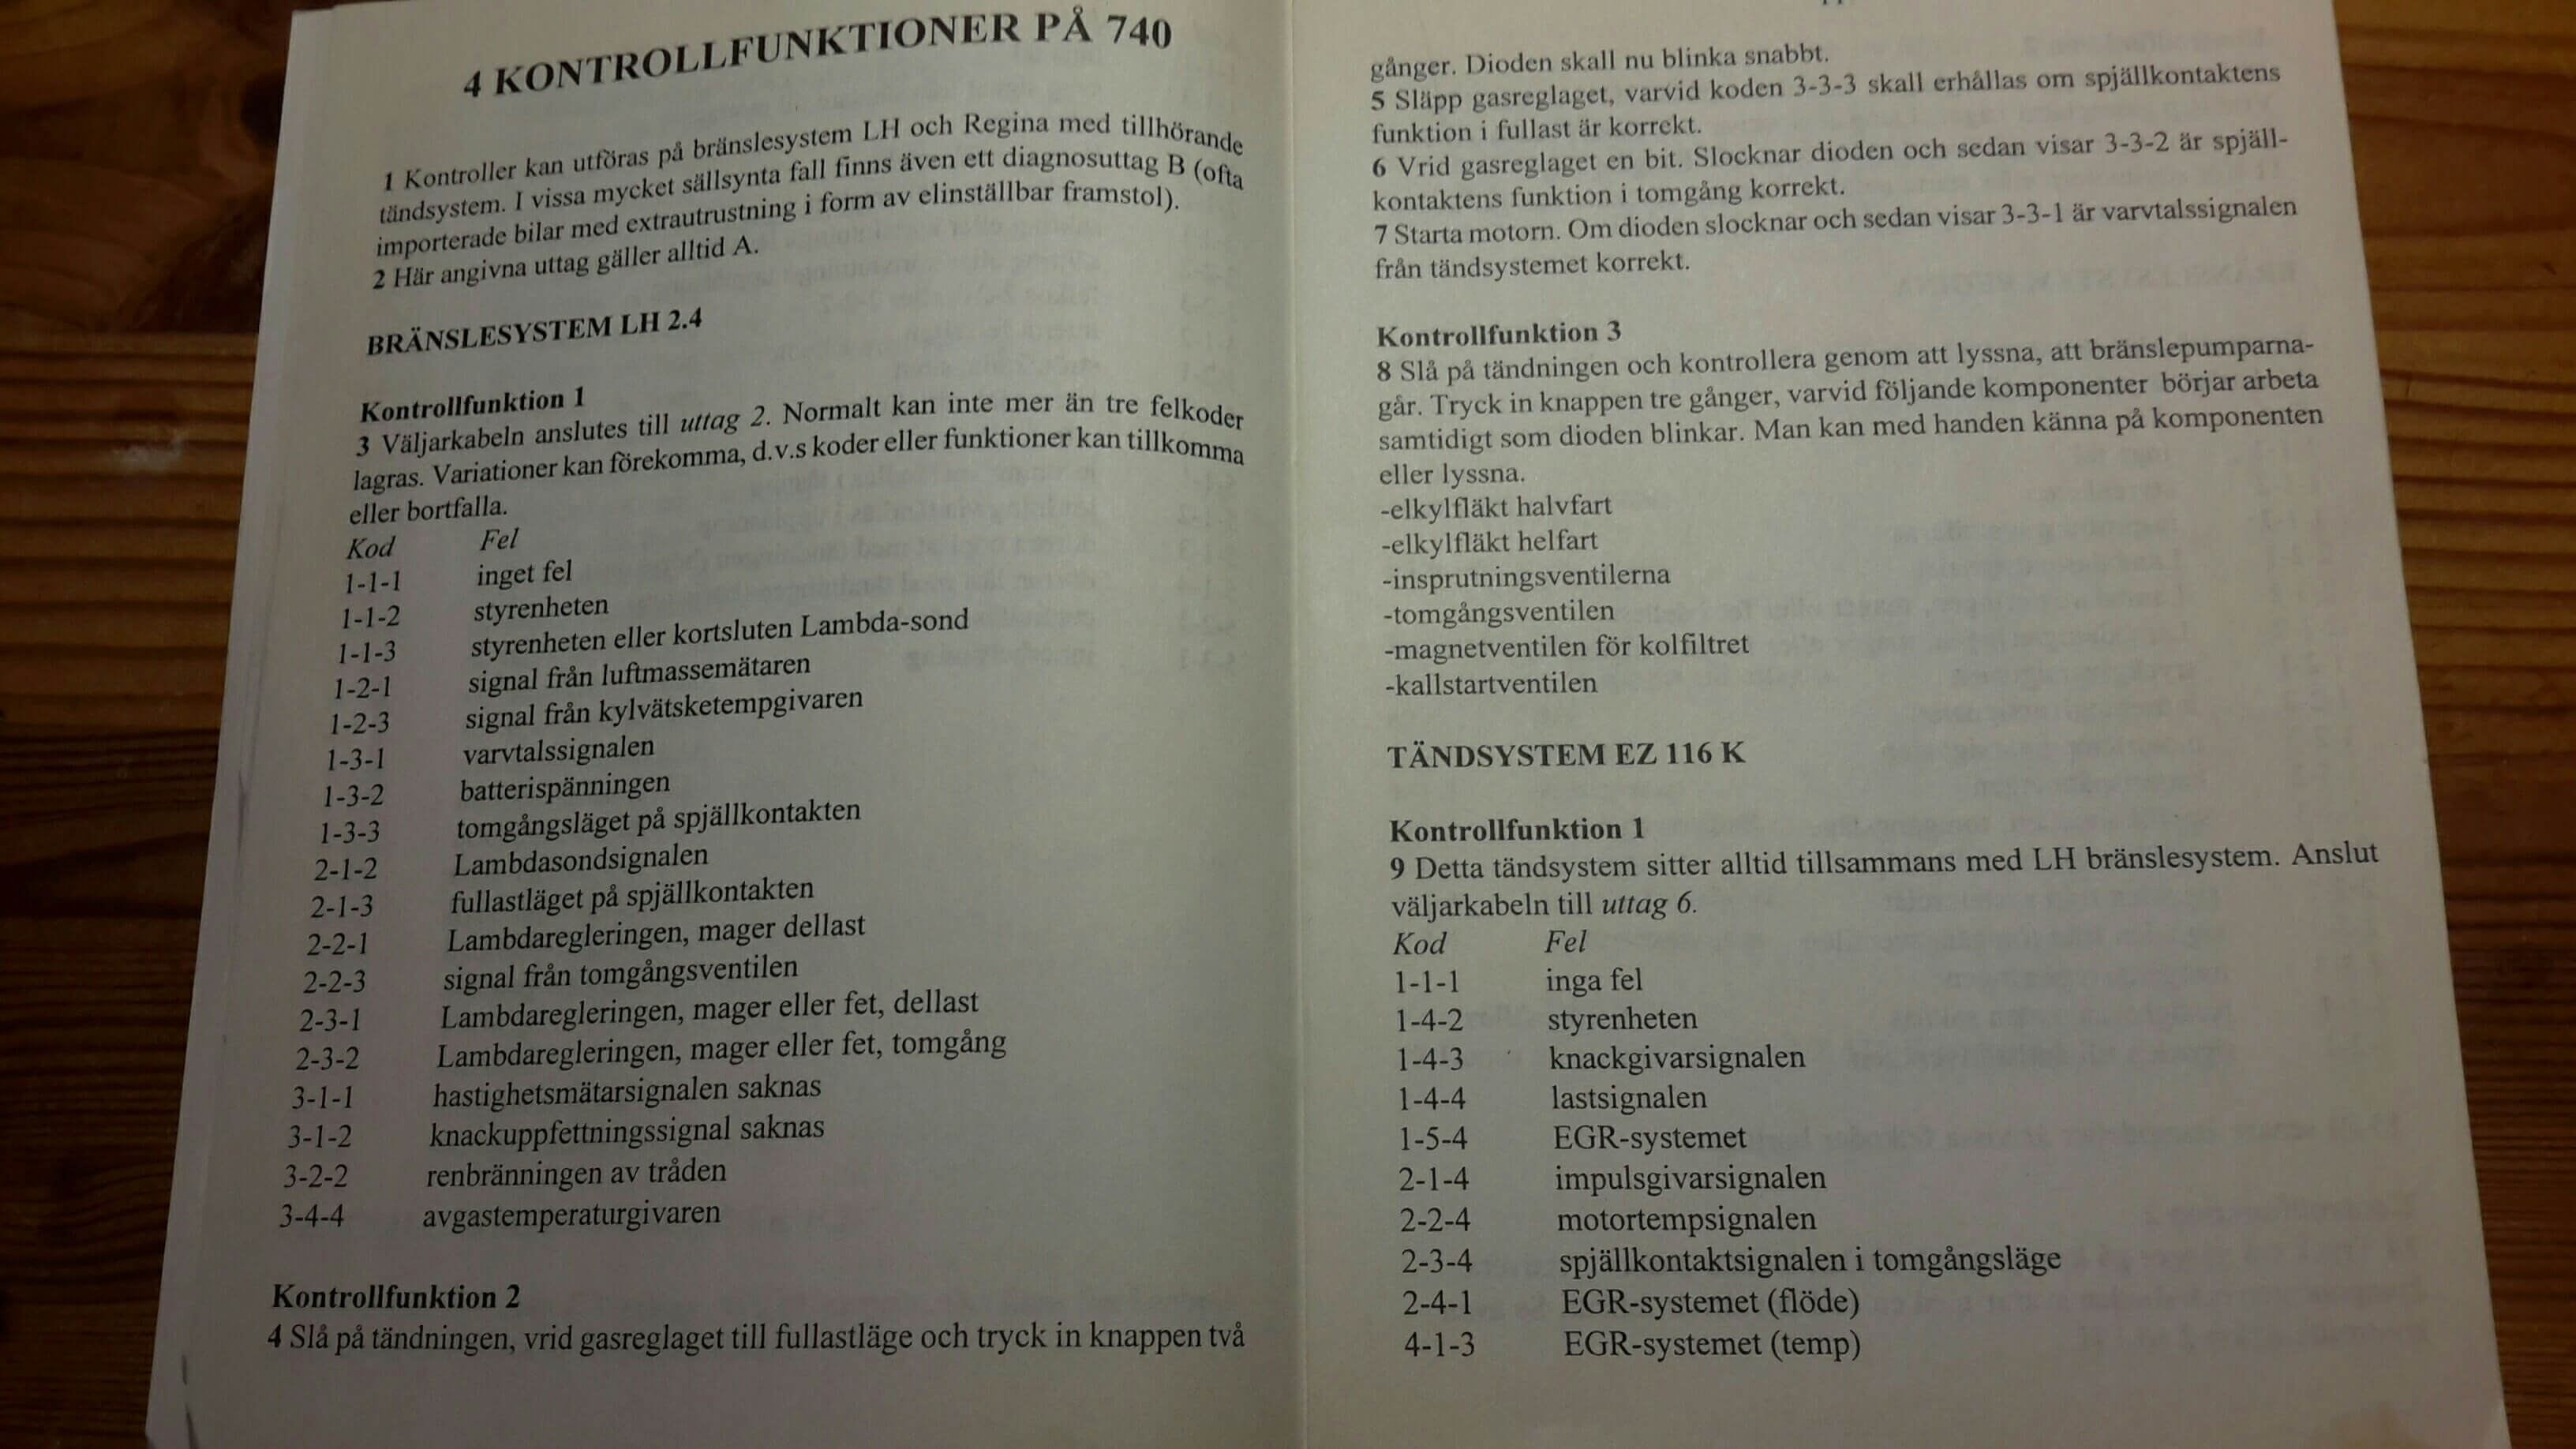 4 KONTROLLFUNKTIONER PÅ 740
1 Kontroller kan utföras på bränslesystem LH och Regina med tillhörande
tändsystem. I vissa mycket sällsynta fall finns även ett diagnosuttag B (ofta
importerade bilar med extrautrustning i form av elinställbar framstol).
2 Här angivna uttag gäller alltid A.
BRÄNSLESYSTEM LH 2.4
Kontrollfunktion 1
3 Väljarkabeln anslutes till uttag 2. Normalt kan inte mer än tre felkoder
lagras. Variationer kan förekomma, d.v.s koder eller funktioner kan tillkomma
eller bortfalla.
Kod Fel
1-1-1 inget fel
1-1-2 styrenheten
1-1-3 styrenheten eller kortsluten Lambda-sond
1-2-1 signal från luftmassemätaren
1-2-3 signal från kylvätsketempgivaren
1-3-1 varvtalssignalen
1-3-2 batterispänningen
1-3-3 tomgångsläget på spjällkontakten
2-1-2 Lambdasondsignalen
2-1-3 fullastläget på spjällkontakten
2-2-1 Lambdaregleringen, mager dellast
2-2-3 signal från tomgångsventilen
2-3-1 Lambdaregleringen, mager eller fet, dellast
2-3-2 Lambdaregleringen, mager eller fet, tomgång
3-1-1 hastighetsmätarsignalen saknas
3-1-2 knackuppfettningssignal saknas
3-2-2 renbränningen av tråden
3-4-4 avgastemperaturgivaren
Kontrollfunktion 2
4 Slå på tändningen, vrid gasreglaget till fullastläge och tryck in knappen två
gånger. Dioden skall nu blinka snabbt.
5 Släpp gasreglaget, varvid koden 3-3-3 skall erhållas om spjällkontaktens
funktion i fullast är korrekt.
6 Vrid gasreglaget en bit. Slocknar dioden och sedan visar 3-3-2 är spjäll-
kontaktens funktion i tomgång korrekt.
7 Starta motorn. Om dioden slocknar och sedan visar 3-3-1 är varvtalssignalen
från tändsystemet korrekt.
Kontrollfunktion 3
8 Slå på tändningen och kontrollera genom att lyssna, att bränslepumparna-
går. Tryck in knappen tre gånger, varvid följande komponenter börjar arbeta
samtidigt som dioden blinkar. Man kan med handen känna på komponenten
eller lyssna.
-elkylfläkt halvfart
-elkylfläkt helfart
-insprutningsventilerna
-tomgångsventilen
-magnetventilen för kolfiltret
-kallstartventilen
TÄNDSYSTEM EZ 116 K
Kontrollfunktion 1
9 Detta tändsystem sitter alltid tillsammans med LH bränslesystem. Anslut
väljarkabeln till uttag 6.
Kod Fel
1-1-1 inga fel
1-4-2 styrenheten
1-4-3 knackgivarsignalen
1-4-4 lastsignalen
1-5-4 EGR-systemet
2-1-4 impulsgivarsignalen
2-2-4 motortempsignalen
2-3-4 spjällkontaktsignalen i tomgångsläge
2-4-1 EGR-systemet (flöde)
4-1-3 EGR-systemet (temp)